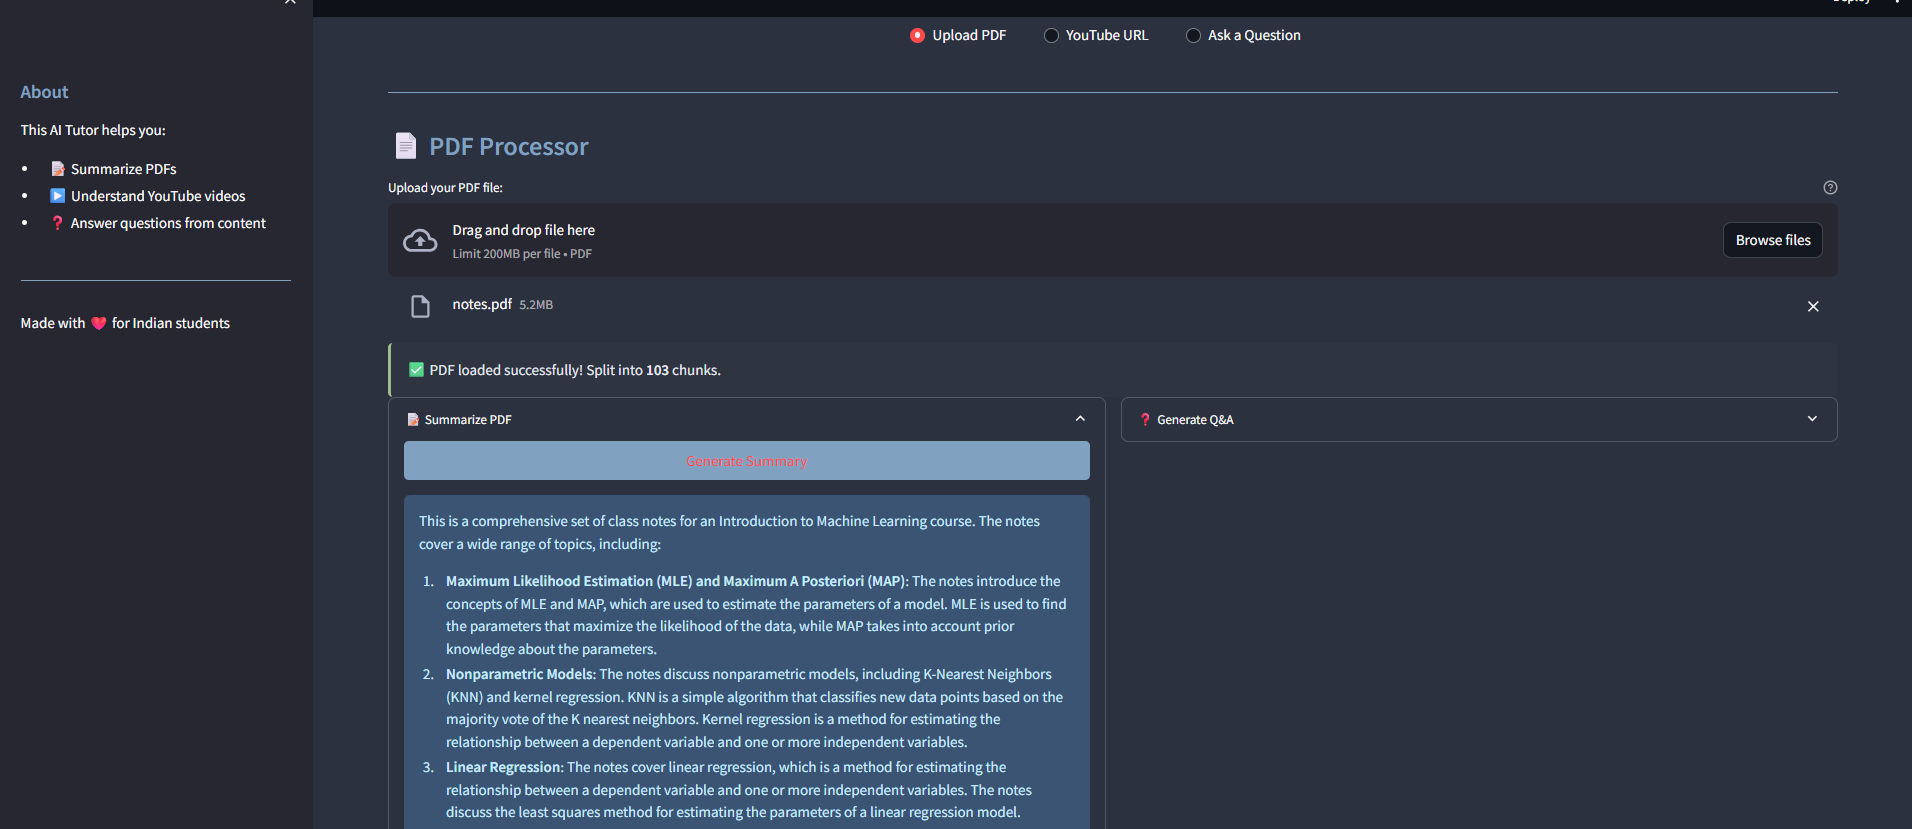 Deploy
Upload PDF
YouTube URL
Ask a Question
About
This AI Tutor helps you:
Summarize PDFs
Understand YouTube videos
Answer questions from content
Made with ❤️ for Indian students
PDF Processor
Upload your PDF file:
Drag and drop file here
Limit 200MB per file • PDF
Browse files
notes.pdf 5.2MB
PDF loaded successfully! Split into 103 chunks.
Summarize PDF
Generate Summary
This is a comprehensive set of class notes for an Introduction to Machine Learning course. The notes
cover a wide range of topics, including:
1. Maximum Likelihood Estimation (MLE) and Maximum A Posteriori (MAP): The notes introduce the
concepts of MLE and MAP, which are used to estimate the parameters of a model. MLE is used to find
the parameters that maximize the likelihood of the data, while MAP takes into account prior
knowledge about the parameters.
2. Nonparametric Models: The notes discuss nonparametric models, including K-Nearest Neighbors
(KNN) and kernel regression. KNN is a simple algorithm that classifies new data points based on the
majority vote of the K nearest neighbors. Kernel regression is a method for estimating the
relationship between a dependent variable and one or more independent variables.
3. Linear Regression: The notes cover linear regression, which is a method for estimating the
relationship between a dependent variable and one or more independent variables. The notes
discuss the least squares method for estimating the parameters of a linear regression model.
Generate Q&A